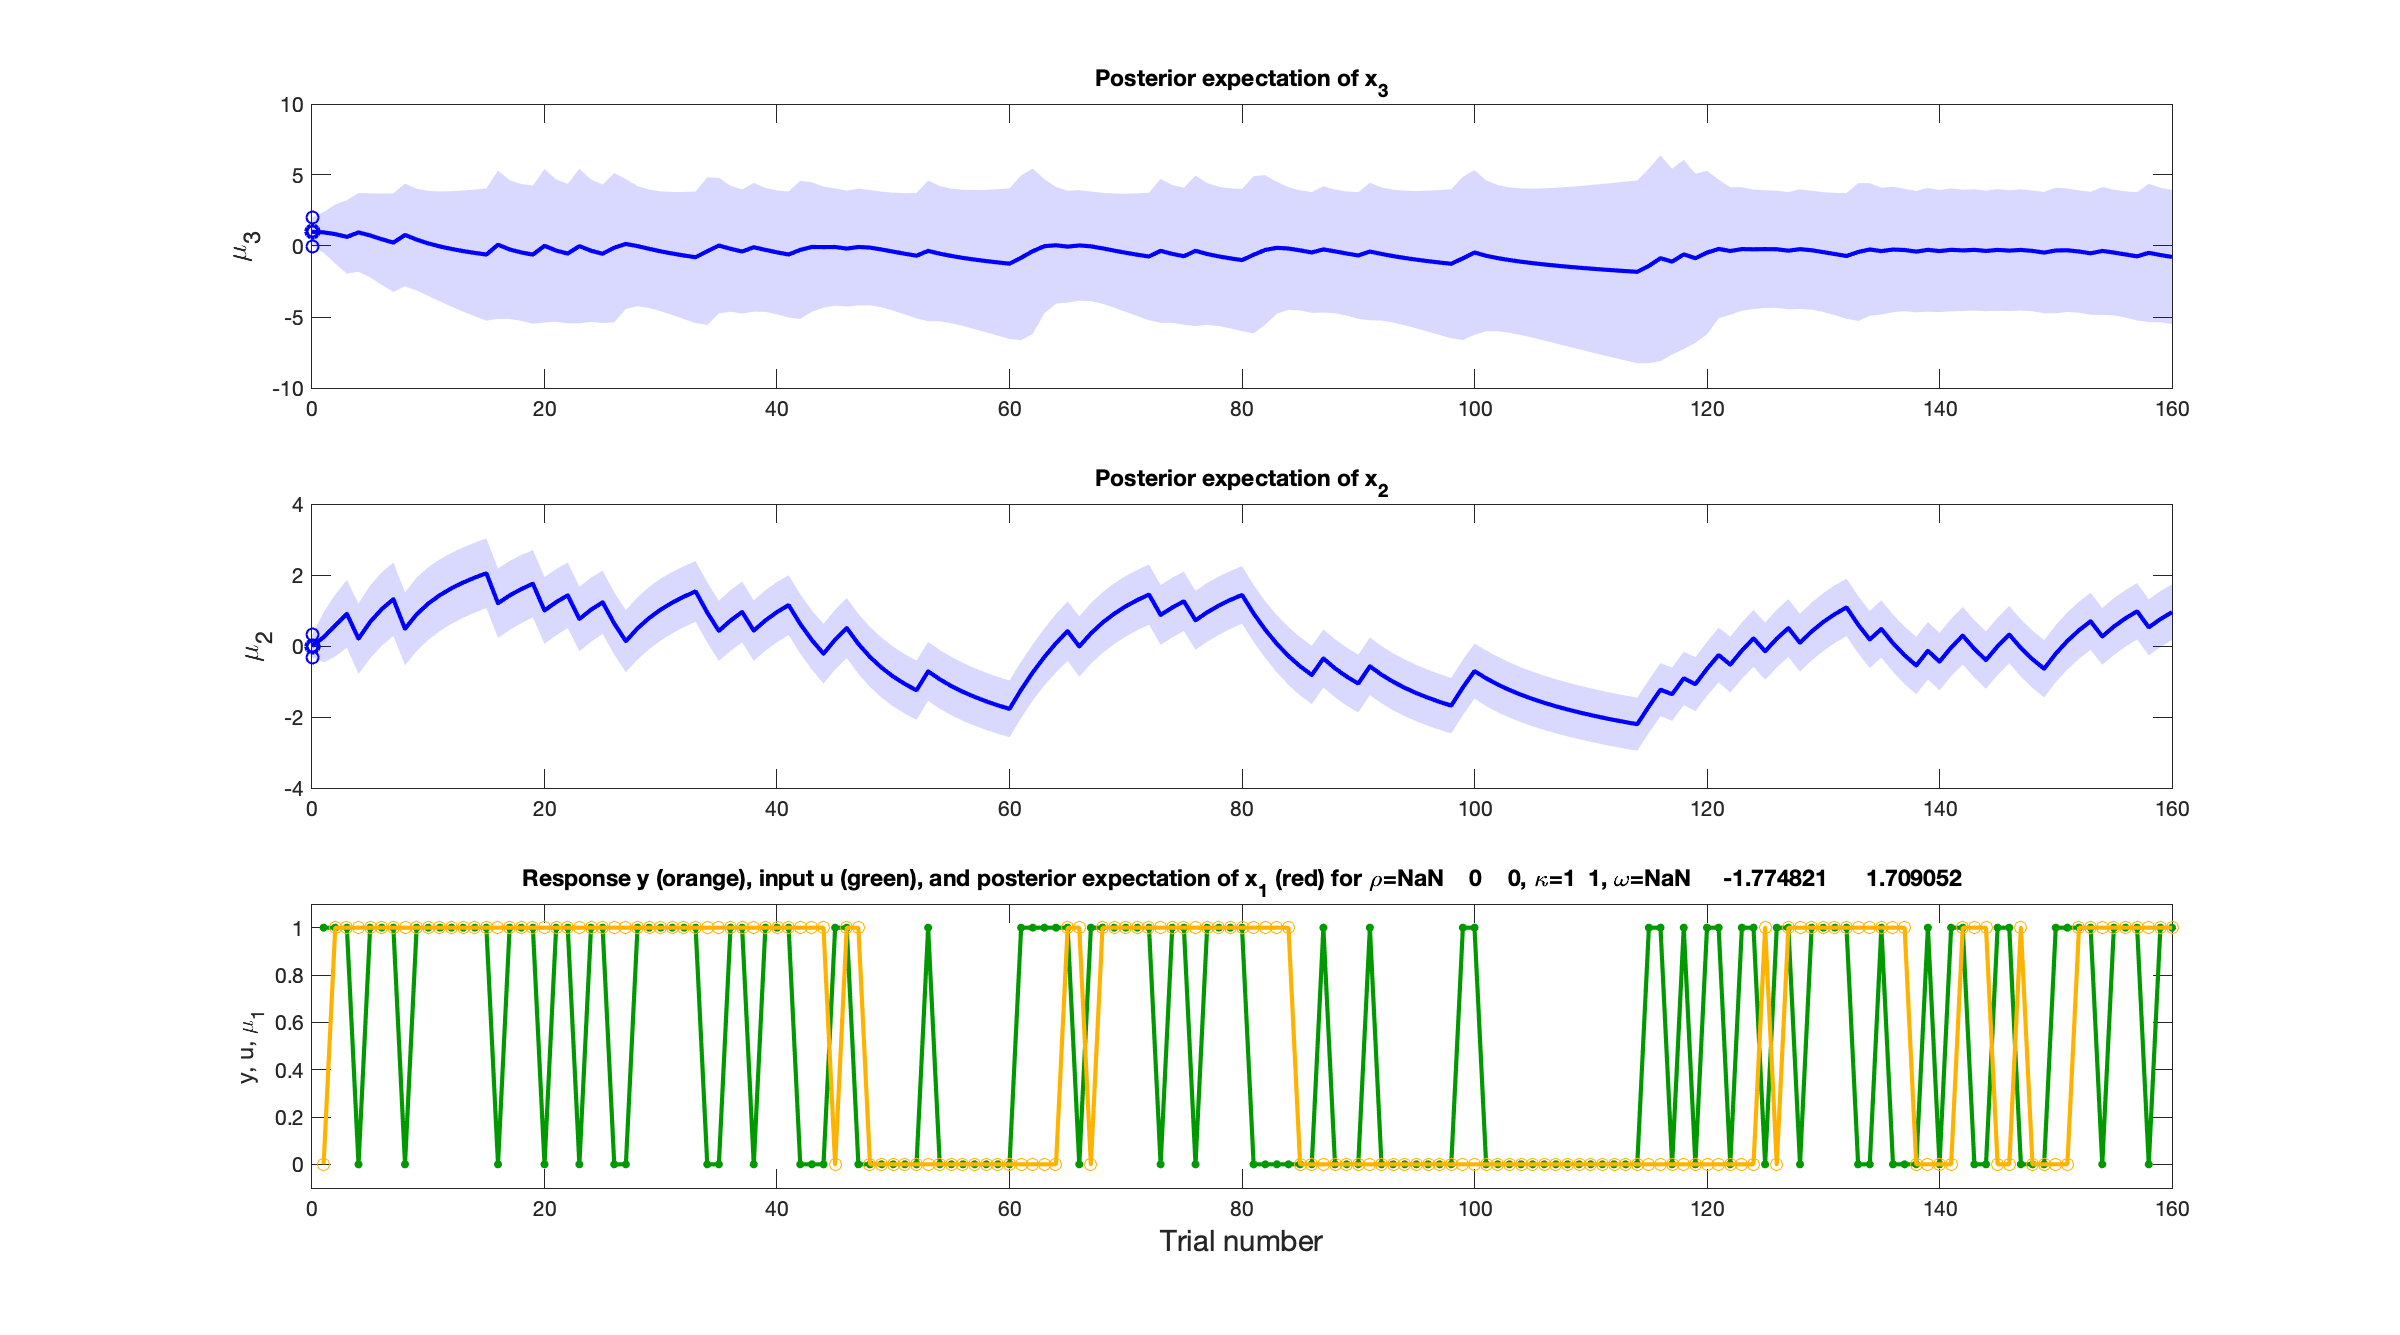 Posterior expectation of x3
10
5
0
-5
-10
μ3
0 20 40 60 80 100 120 140 160
Posterior expectation of x2
4
2
0
-2
-4
μ2
0 20 40 60 80 100 120 140 160
Response y (orange), input u (green), and posterior expectation of x1 (red) for ρ=NaN 0 0, κ=1 1, ω=NaN -1.774821 1.709052
1
0.8
0.6
0.4
0.2
0
y, u, μ1
0 20 40 60 80 100 120 140 160
Trial number